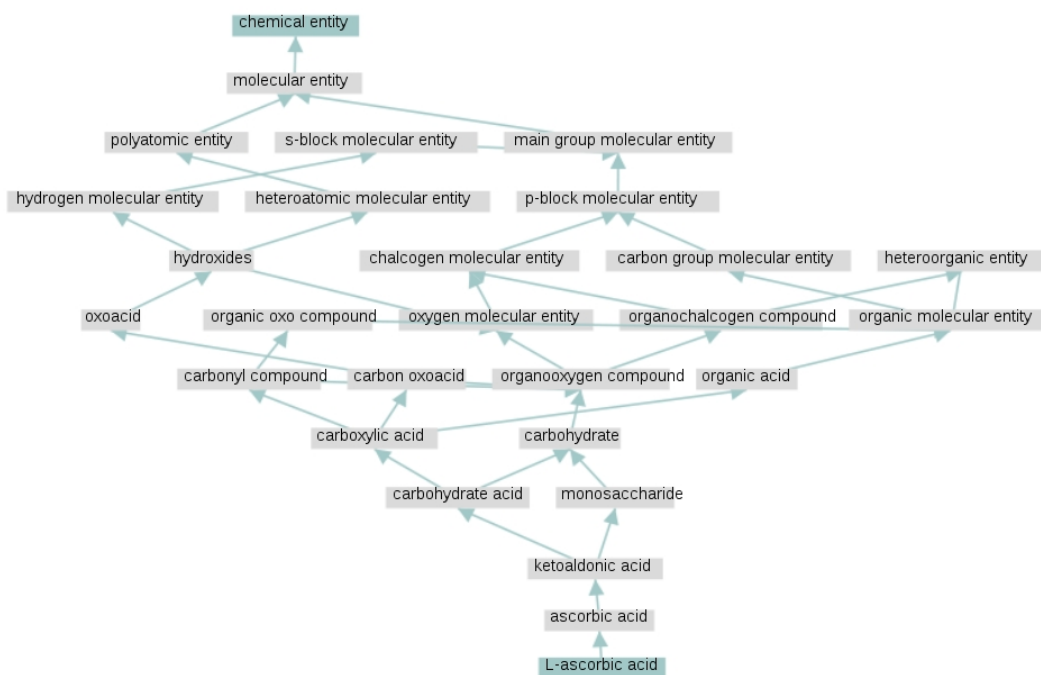 chemical entity
molecular entity
polyatomic entity
s-block molecular entity
main group molecular entity
hydrogen molecular entity
heteroatomic molecular entity
p-block molecular entity
hydroxides
chalcogen molecular entity
carbon group molecular entity
heteroorganic entity
oxoacid
organic oxo compound
oxygen molecular entity
organochalcogen compound
organic molecular entity
carbonyl compound
carbon oxoacid
organooxygen compound
organic acid
carboxylic acid
carbohydrate
carbohydrate acid
monosaccharide
ketoaldonic acid
ascorbic acid
L-ascorbic acid